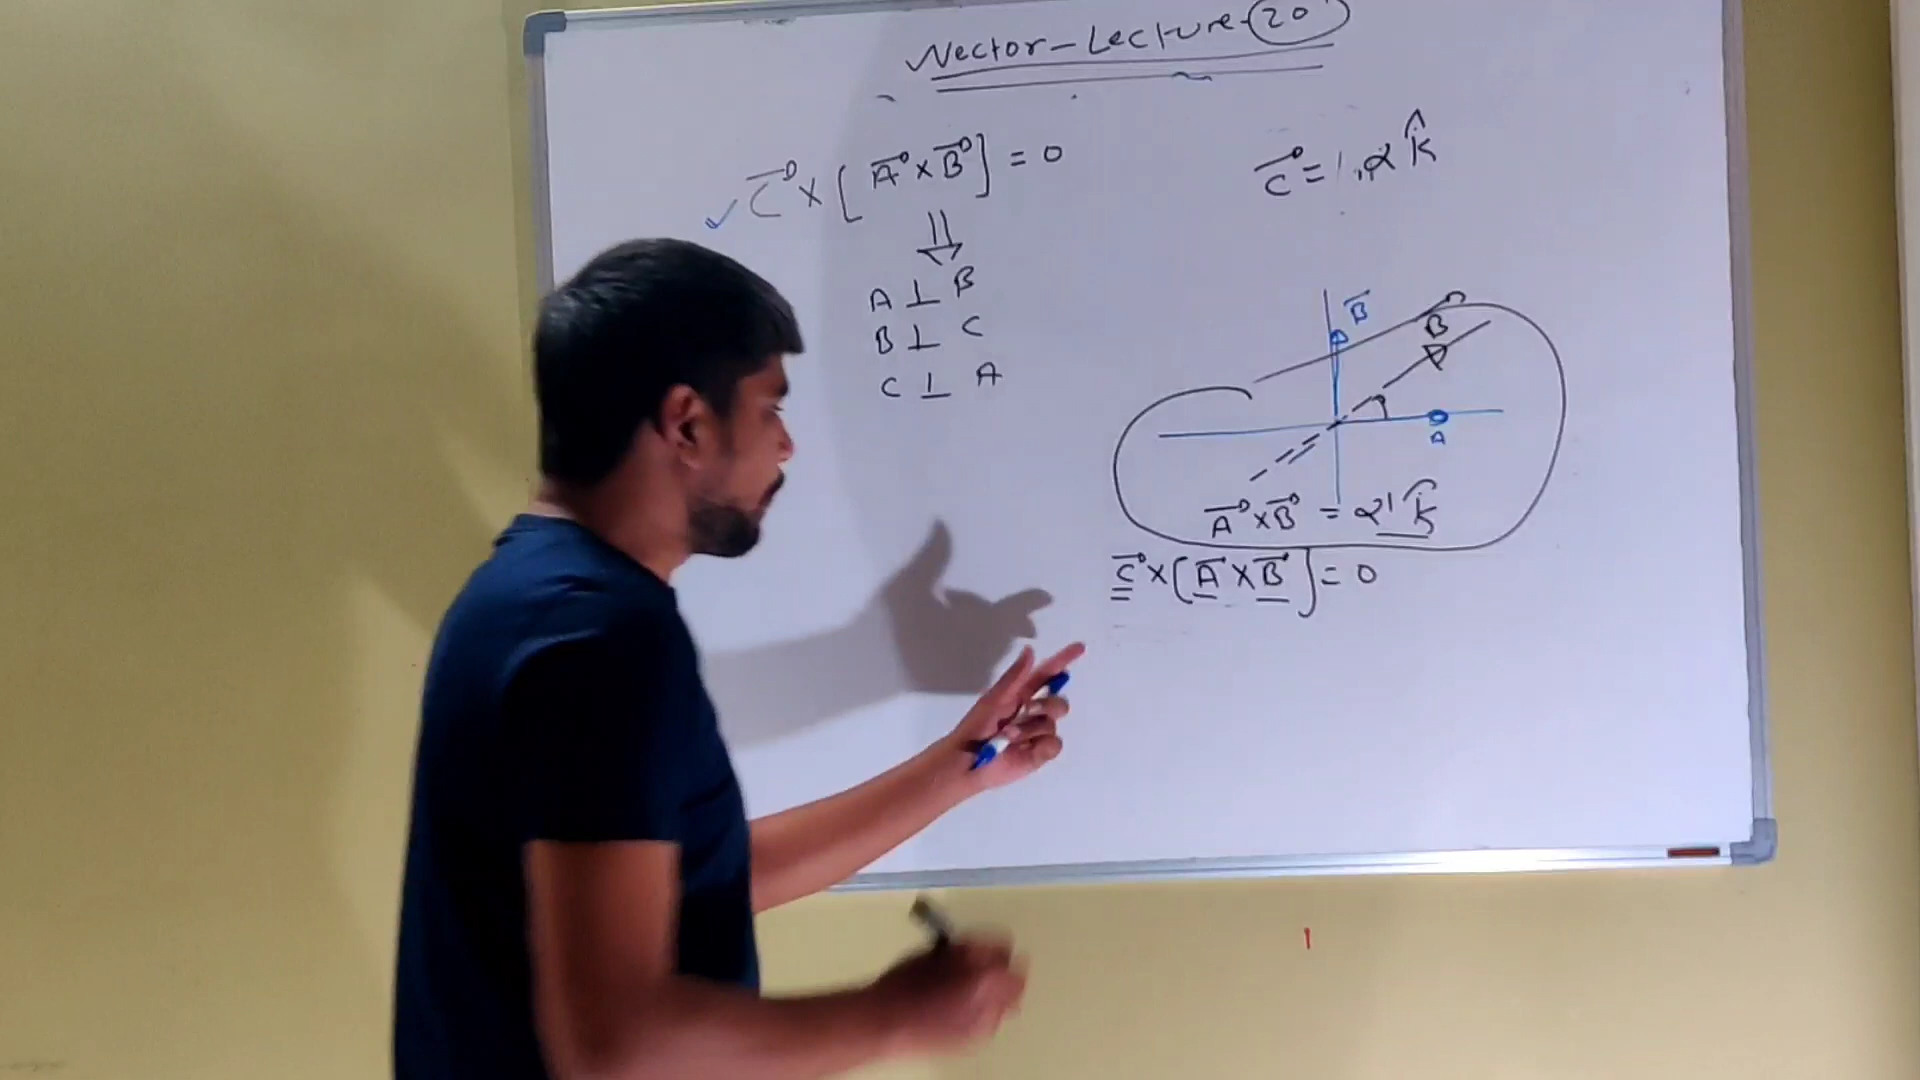 Vector-Lecture-20
C⃗ × [A⃗ × B⃗] = 0
⇓
A ⊥ B
B ⊥ C
C ⊥ A
C⃗ = α k̂
B⃗
B
A
A⃗ × B⃗ = α' k̂
C⃗ × [A⃗ × B⃗] = 0